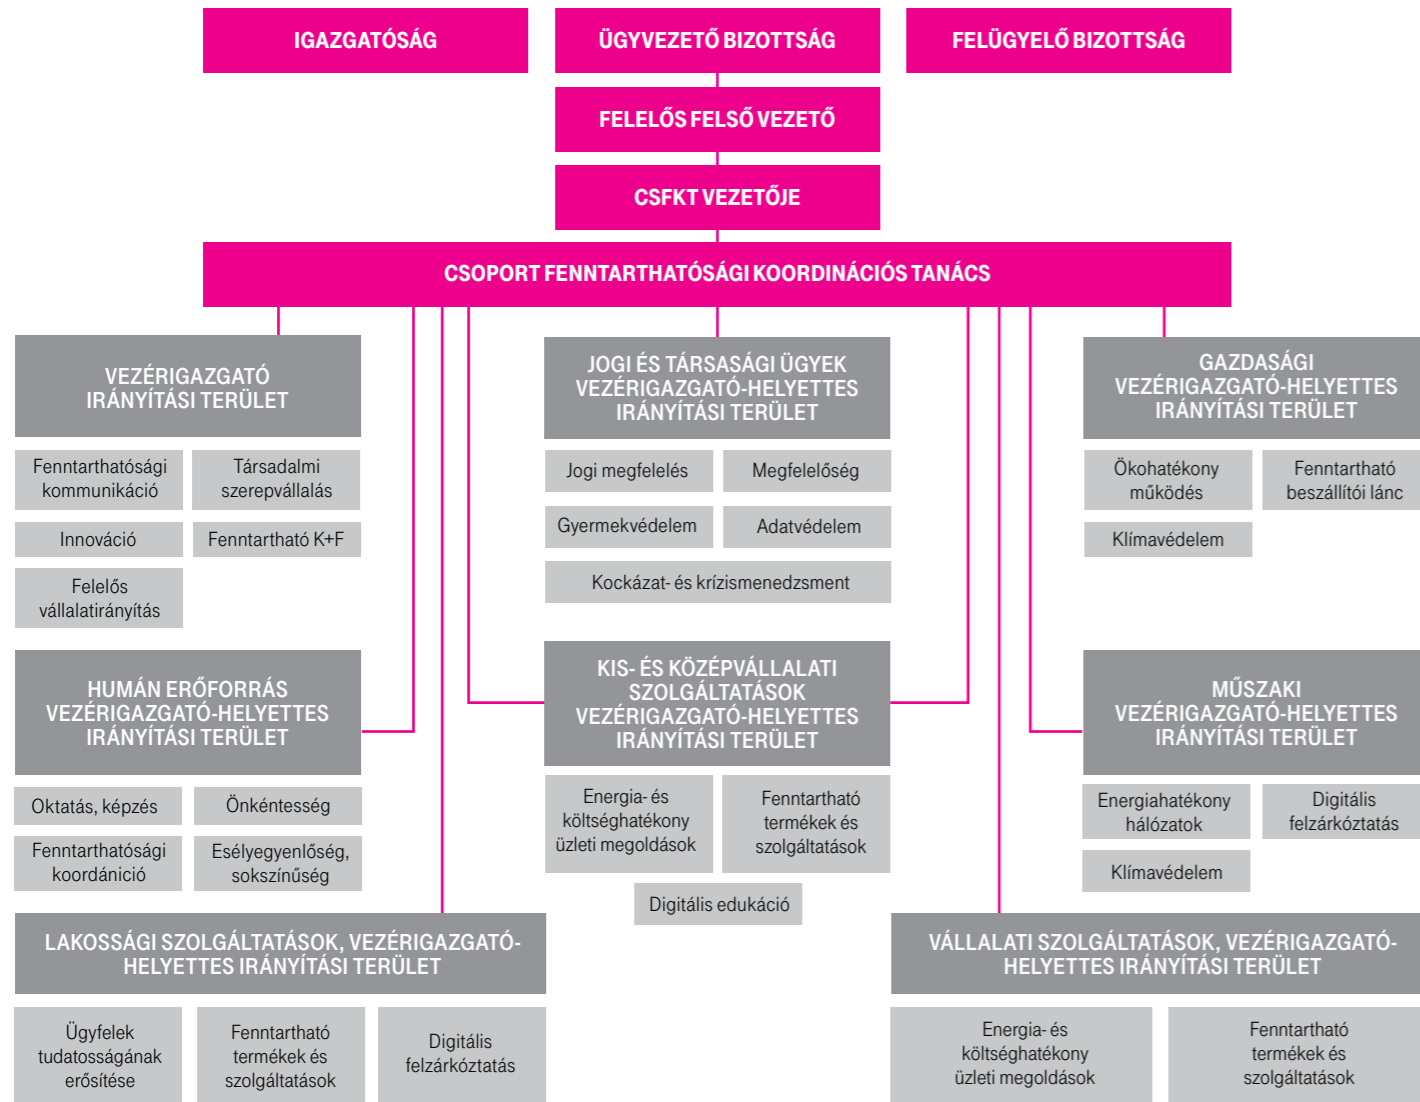 IGAZGATÓSÁG
ÜGYVEZETŐ BIZOTTSÁG
FELÜGYELŐ BIZOTTSÁG
FELELŐS FELSŐ VEZETŐ
CSFKT VEZETŐJE
CSOPORT FENNTARTHATÓSÁGI KOORDINÁCIÓS TANÁCS
VEZÉRIGAZGATÓ
IRÁNYÍTÁSI TERÜLET
Fenntarthatósági
kommunikáció
Társadalmi
szerepvállalás
Innováció
Fenntartható K+F
Felelős
vállalatirányítás
JOGI ÉS TÁRSASÁGI ÜGYEK
VEZÉRIGAZGATÓ-HELYETTES
IRÁNYÍTÁSI TERÜLET
Jogi megfelelés
Megfelelőség
Gyermekvédelem
Adatvédelem
Kockázat- és krízismenedzsment
GAZDASÁGI
VEZÉRIGAZGATÓ-HELYETTES
IRÁNYÍTÁSI TERÜLET
Ökohatékony
működés
Fenntartható
beszállítói lánc
Klímavédelem
HUMÁN ERŐFORRÁS
VEZÉRIGAZGATÓ-HELYETTES
IRÁNYÍTÁSI TERÜLET
Oktatás, képzés
Önkéntesség
Fenntarthatósági
koordánició
Esélyegyenlőség,
sokszínűség
KIS- ÉS KÖZÉPVÁLLALATI
SZOLGÁLTATÁSOK
VEZÉRIGAZGATÓ-HELYETTES
IRÁNYÍTÁSI TERÜLET
Energia- és
költséghatékony
üzleti megoldások
Fenntartható
termékek és
szolgáltatások
Digitális edukáció
MŰSZAKI
VEZÉRIGAZGATÓ-HELYETTES
IRÁNYÍTÁSI TERÜLET
Energiahatékony
hálózatok
Digitális
felzárkóztatás
Klímavédelem
LAKOSSÁGI SZOLGÁLTATÁSOK, VEZÉRIGAZGATÓ-
HELYETTES IRÁNYÍTÁSI TERÜLET
Ügyfelek
tudatosságának
erősítése
Fenntartható
termékek és
szolgáltatások
Digitális
felzárkóztatás
VÁLLALATI SZOLGÁLTATÁSOK, VEZÉRIGAZGATÓ-
HELYETTES IRÁNYÍTÁSI TERÜLET
Energia- és
költséghatékony
üzleti megoldások
Fenntartható
termékek és
szolgáltatások